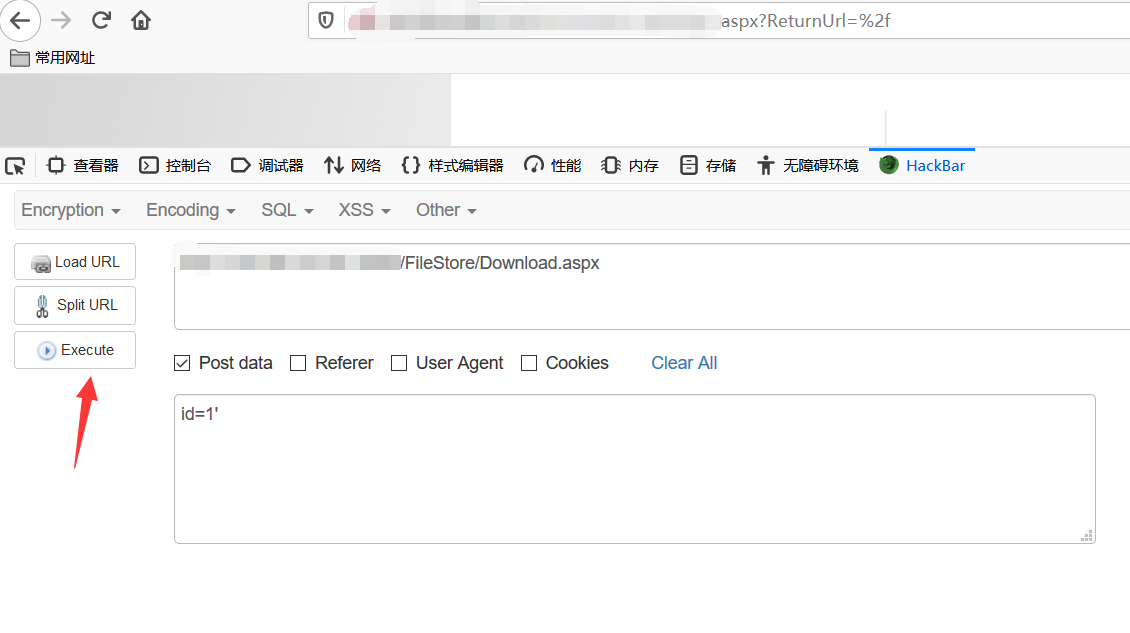 aspx?ReturnUrl=%2f
常用网址
查看器 控制台 调试器 网络 样式编辑器 性能 内存 存储 无障碍环境 HackBar
Encryption Encoding SQL XSS Other
Load URL
/FileStore/Download.aspx
Split URL
Execute
Post data Referer User Agent Cookies Clear All
id=1'